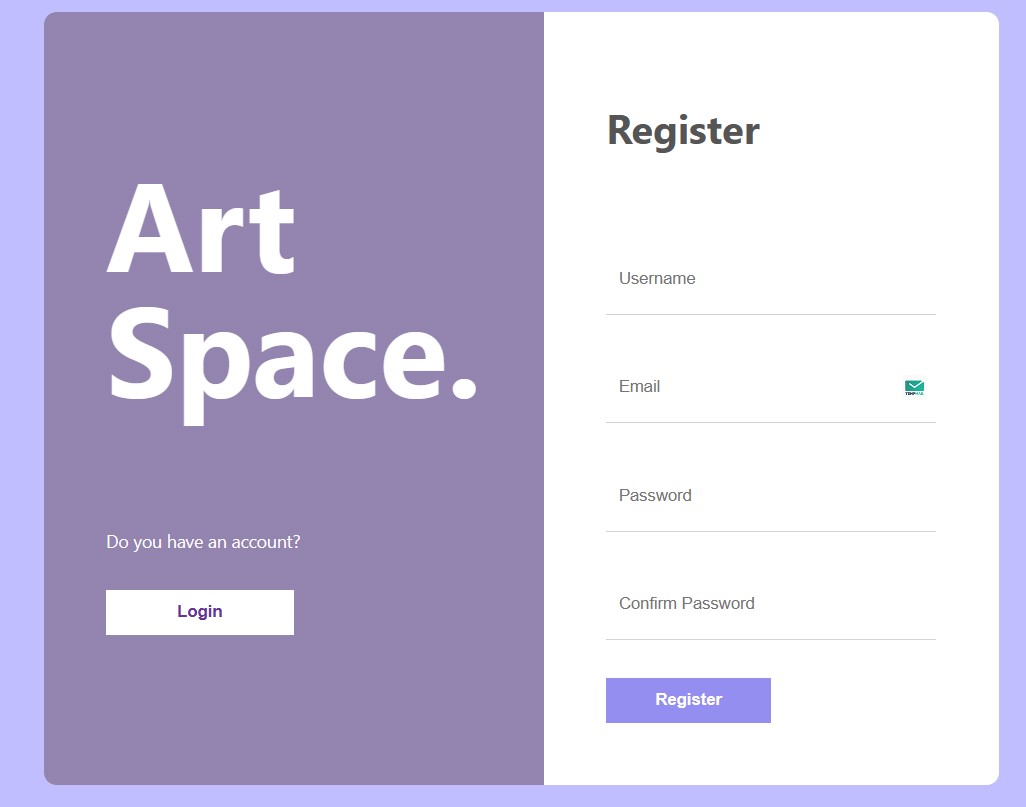 Art
Space.
Do you have an account?
Login
Register
Username
Email
Password
Confirm Password
Register